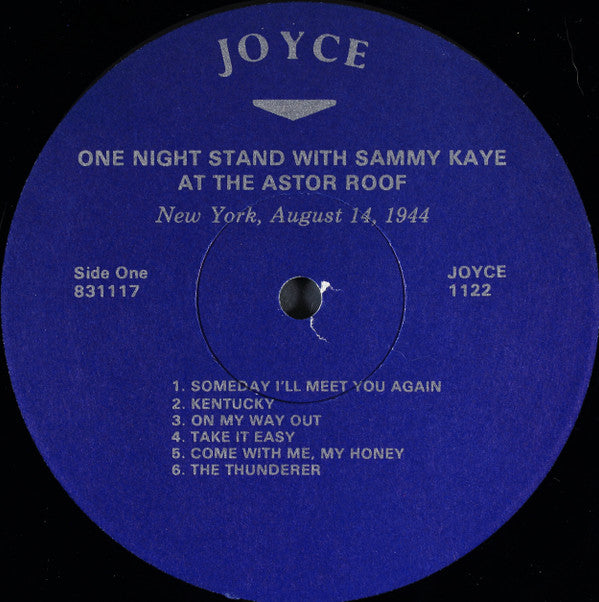 JOYCE
ONE NIGHT STAND WITH SAMMY KAYE
AT THE ASTOR ROOF
New York, August 14, 1944
Side One
831117
JOYCE
1122
1. SOMEDAY I'LL MEET YOU AGAIN
2. KENTUCKY
3. ON MY WAY OUT
4. TAKE IT EASY
5. COME WITH ME, MY HONEY
6. THE THUNDERER